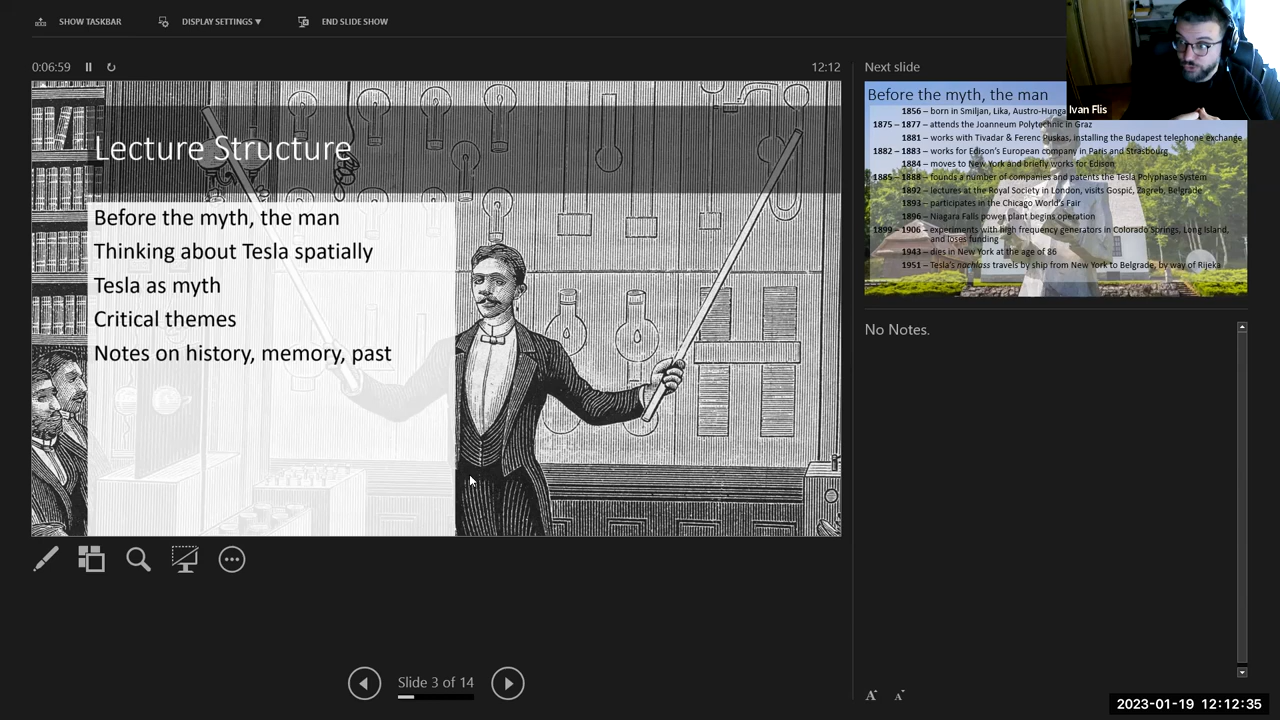 SHOW TASKBAR
DISPLAY SETTINGS ▼
END SLIDE SHOW
0:06:59
12:12
Lecture Structure
Before the myth, the man
Thinking about Tesla spatially
Tesla as myth
Critical themes
Notes on history, memory, past
Slide 3 of 14
Next slide
Ivan Flis
Before the myth, the man
1856 – born in Smiljan, Lika, Austro-Hunga
1875 – 1877 – attends the Joanneum Polytechnic in Graz
1881 – works with Tivadar & Ferenc Puskas, installing the Budapest telephone exchange
1882 – 1883 – works for Edison's European company in Paris and Strasbourg
1884 – moves to New York and briefly works for Edison
1885 – 1888 – founds a number of companies and patents the Tesla Polyphase System
1892 – lectures at the Royal Society in London, visits Gospić, Zagreb, Belgrade
1893 – participates in the Chicago World's Fair
1896 – Niagara Falls power plant begins operation
1899 – 1906 – experiments with high frequency generators in Colorado Springs, Long Island,
and loses funding
1943 – dies in New York at the age of 86
1951 – Tesla's nachlass travels by ship from New York to Belgrade, by way of Rijeka
No Notes.
A A
2023-01-19 12:12:35